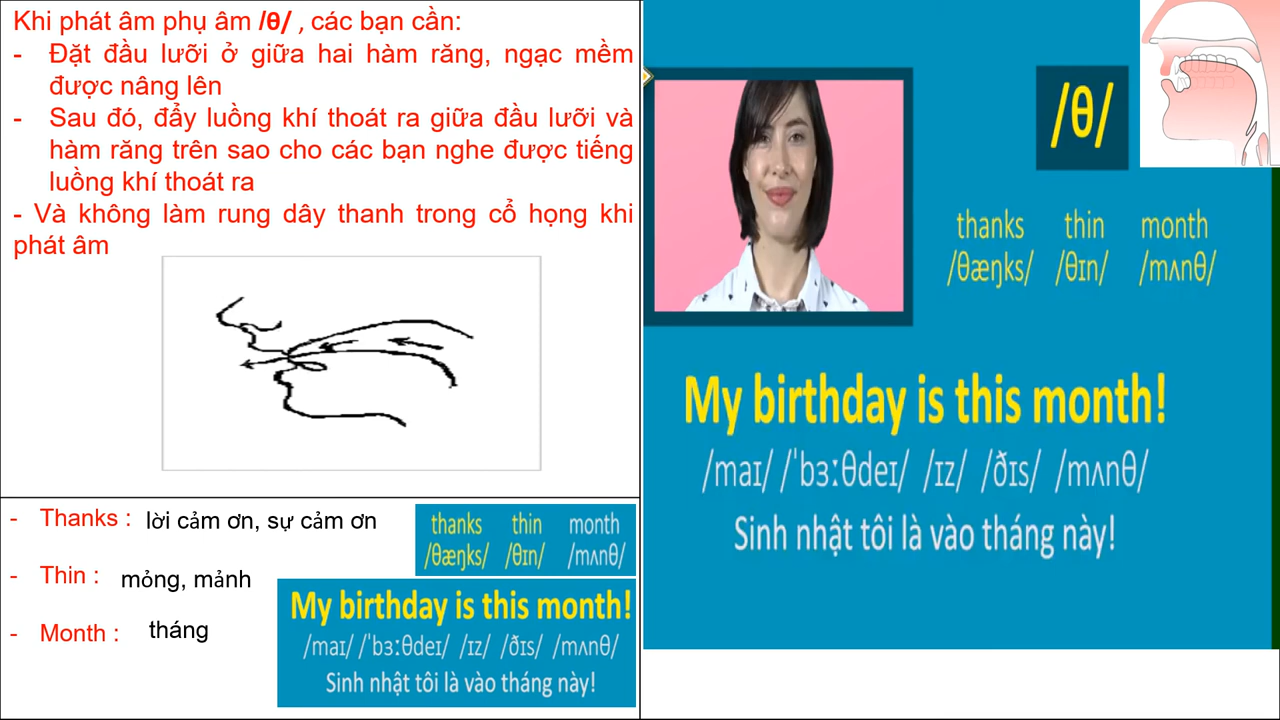 Khi phát âm phụ âm /θ/ , các bạn cần:
- Đặt đầu lưỡi ở giữa hai hàm răng, ngạc mềm
được nâng lên
- Sau đó, đẩy luồng khí thoát ra giữa đầu lưỡi và
hàm răng trên sao cho các bạn nghe được tiếng
luồng khí thoát ra
- Và không làm rung dây thanh trong cổ họng khi
phát âm
- Thanks : lời cảm ơn, sự cảm ơn
- Thin : mỏng, mảnh
- Month : tháng
thanks thin month
/θæŋks/ /θɪn/ /mʌnθ/
My birthday is this month!
/maɪ/ /ˈbɜːθdeɪ/ /ɪz/ /ðɪs/ /mʌnθ/
Sinh nhật tôi là vào tháng này!
/θ/
thanks thin month
/θæŋks/ /θɪn/ /mʌnθ/
My birthday is this month!
/maɪ/ /ˈbɜːθdeɪ/ /ɪz/ /ðɪs/ /mʌnθ/
Sinh nhật tôi là vào tháng này!